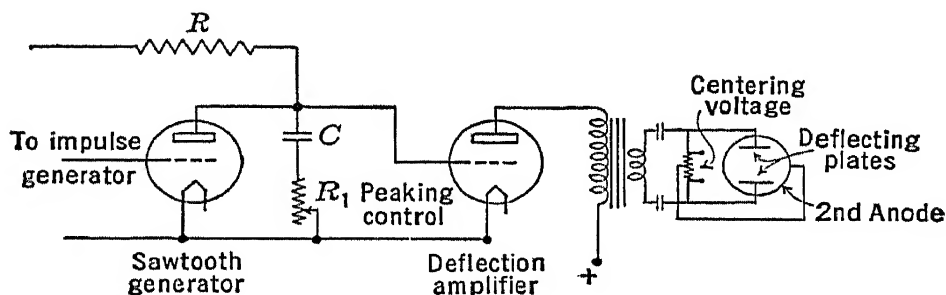 R
Centering
voltage
To impulse
generator
C
Deflecting
plates
R₁ Peaking
control
2nd Anode
+
Sawtooth
generator
Deflection
amplifier